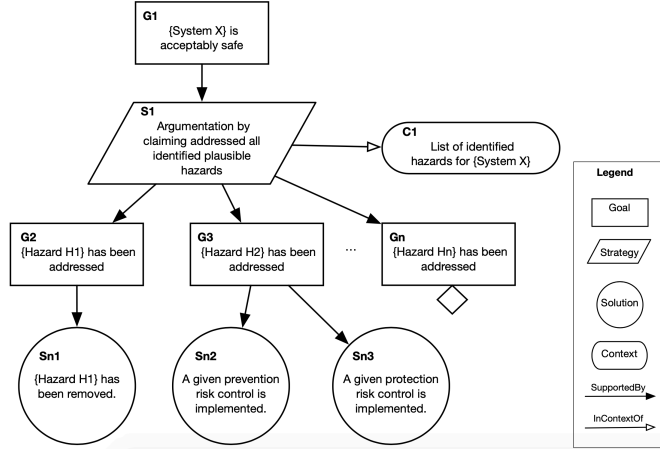 G1
{System X} is
acceptably safe
S1
Argumentation by
claiming addressed all
identified plausible
hazards
C1
List of identified
hazards for {System X}
G2
{Hazard H1} has been
addressed
G3
{Hazard H2} has been
addressed
...
Gn
{Hazard Hn} has been
addressed
Sn1
{Hazard H1} has
been removed.
Sn2
A given prevention
risk control is
implemented.
Sn3
A given protection
risk control is
implemented.
Legend
Goal
Strategy
Solution
Context
SupportedBy
InContextOf